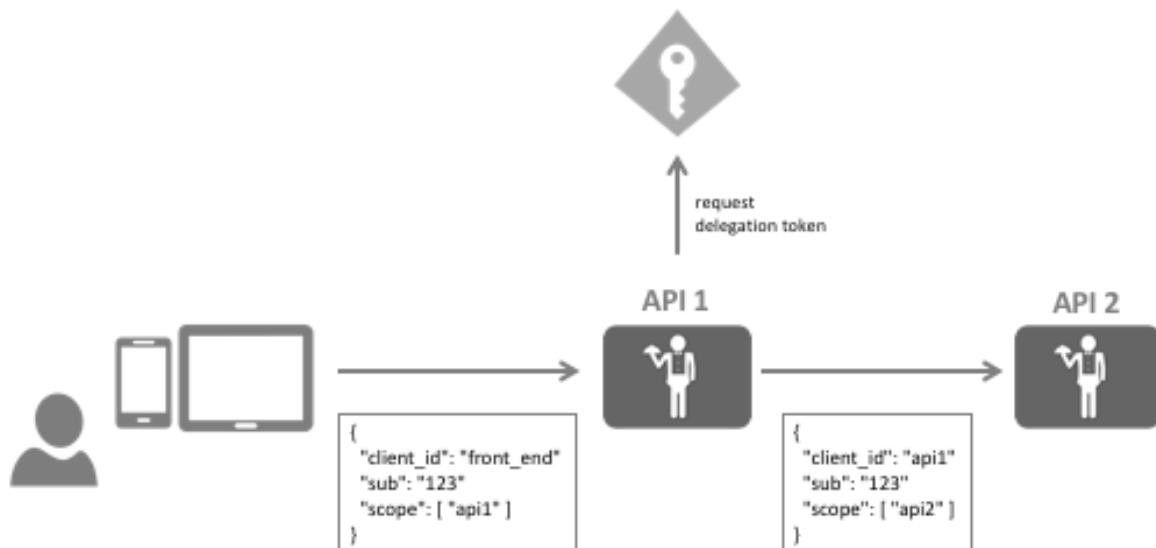 request
delegation token
API 1
API 2
{
"client_id": "front_end"
"sub": "123"
"scope": [ "api1" ]
}
{
"client_id": "api1"
"sub": "123"
"scope": [ "api2" ]
}